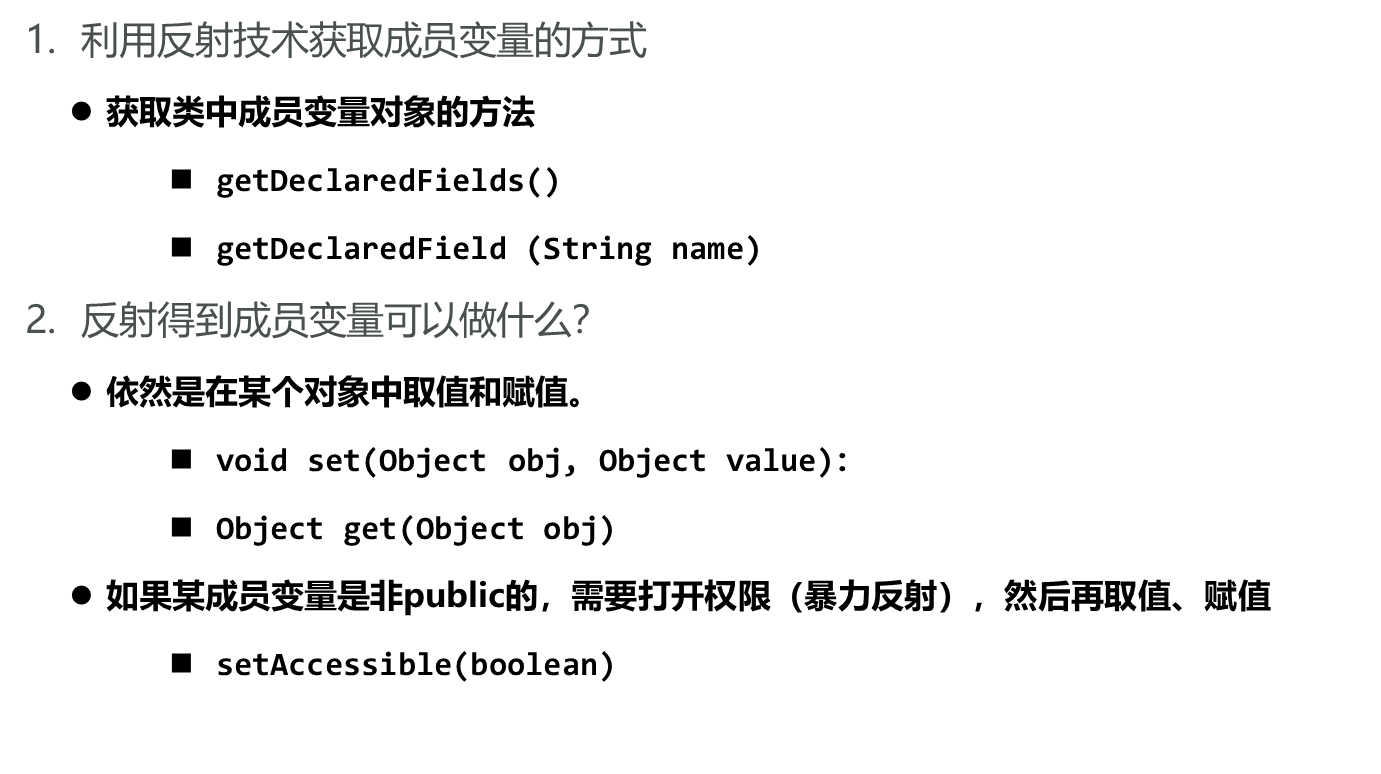 1. 利用反射技术获取成员变量的方式
● 获取类中成员变量对象的方法
■ getDeclaredFields()
■ getDeclaredField (String name)
2. 反射得到成员变量可以做什么?
● 依然是在某个对象中取值和赋值。
■ void set(Object obj, Object value):
■ Object get(Object obj)
● 如果某成员变量是非public的，需要打开权限（暴力反射），然后再取值、赋值
■ setAccessible(boolean)